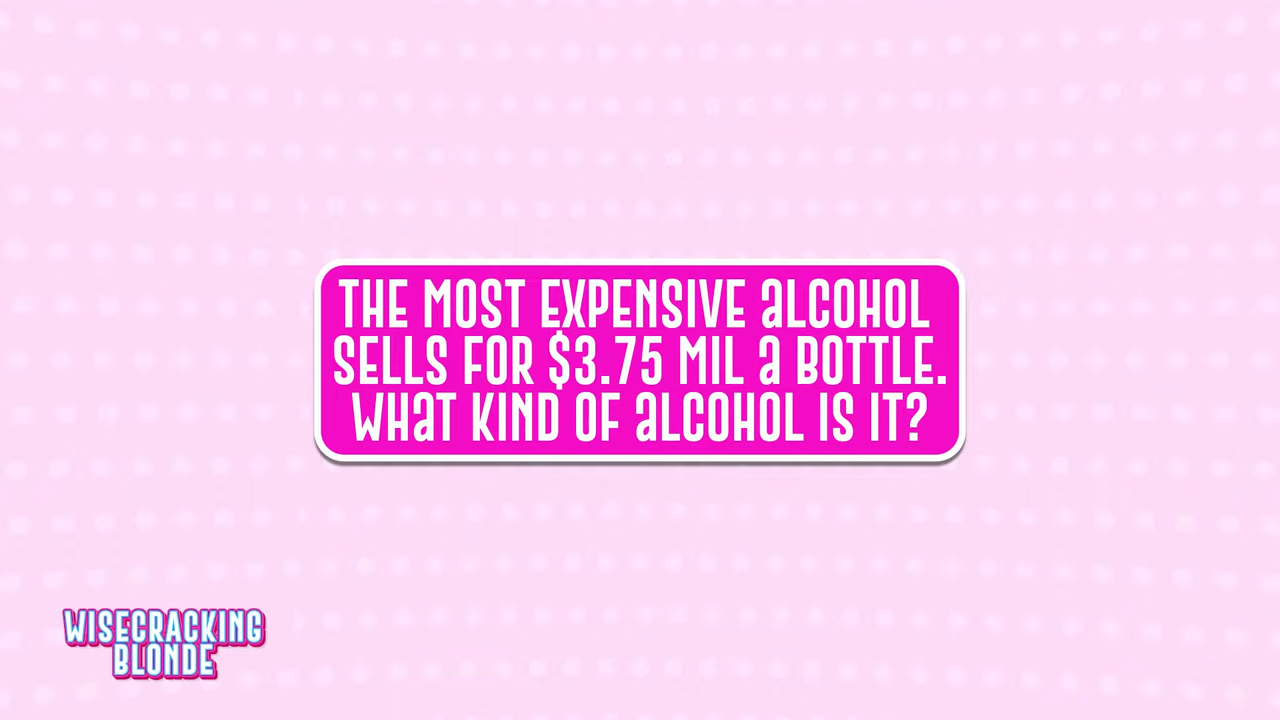 THE MOST EXPENSIVE aLCOHOL
SELLS FOR $3.75 MIL a BOTTLE.
WHaT KIND OF aLCOHOL IS IT?
WISECRACKING
BLONDE